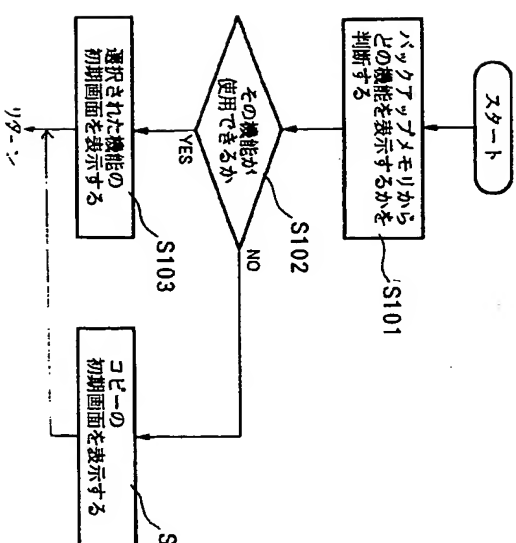 スタート
バックアップメモリから
どの機能を表示するかを
判断する
S101
その機能が
使用できるか
S102
YES
NO
選択された機能の
初期画面を表示する
S103
コピーの
初期画面を表示する
S
リターン